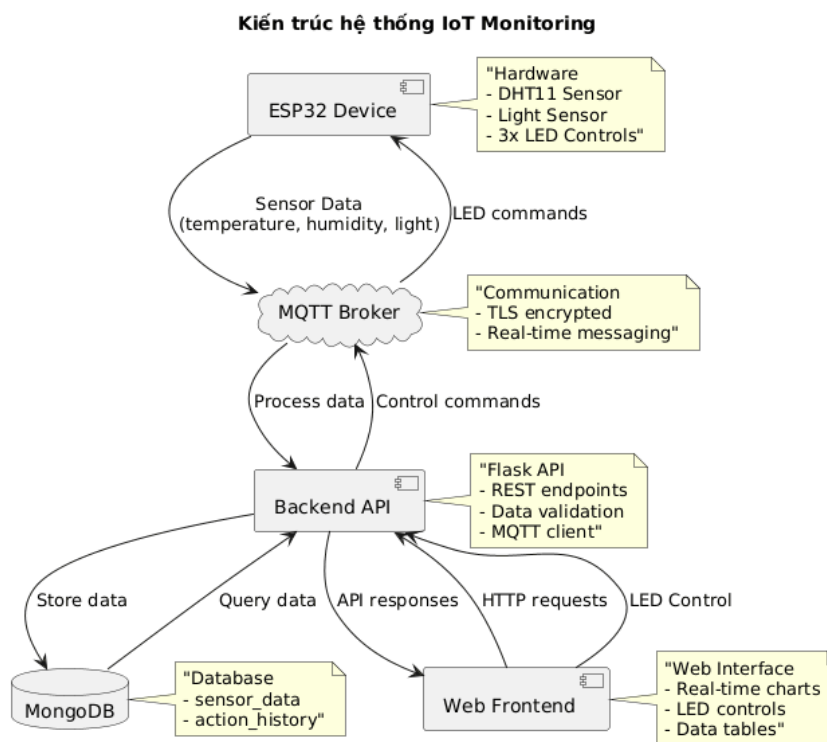 Kiến trúc hệ thống IoT Monitoring
ESP32 Device
"Hardware
- DHT11 Sensor
- Light Sensor
- 3x LED Controls"
Sensor Data
(temperature, humidity, light)
LED commands
MQTT Broker
"Communication
- TLS encrypted
- Real-time messaging"
Process data
Control commands
Backend API
"Flask API
- REST endpoints
- Data validation
- MQTT client"
Store data
Query data
API responses
HTTP requests
LED Control
MongoDB
"Database
- sensor_data
- action_history"
Web Frontend
"Web Interface
- Real-time charts
- LED controls
- Data tables"